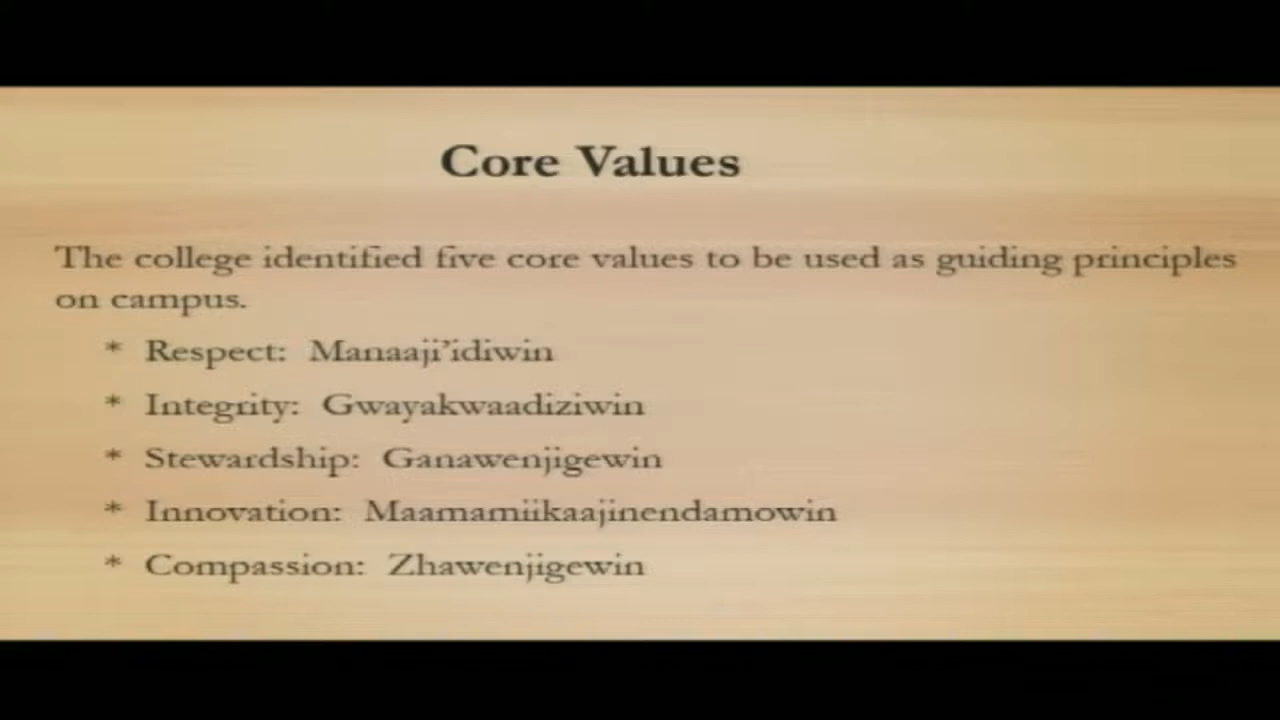 Core Values
The college identified five core values to be used as guiding principles
on campus.
* Respect: Manaaji’idiwin
* Integrity: Gwayakwaadiziwin
* Stewardship: Ganawenjigewin
* Innovation: Maamamiikaajinendamowin
* Compassion: Zhawenjigewin